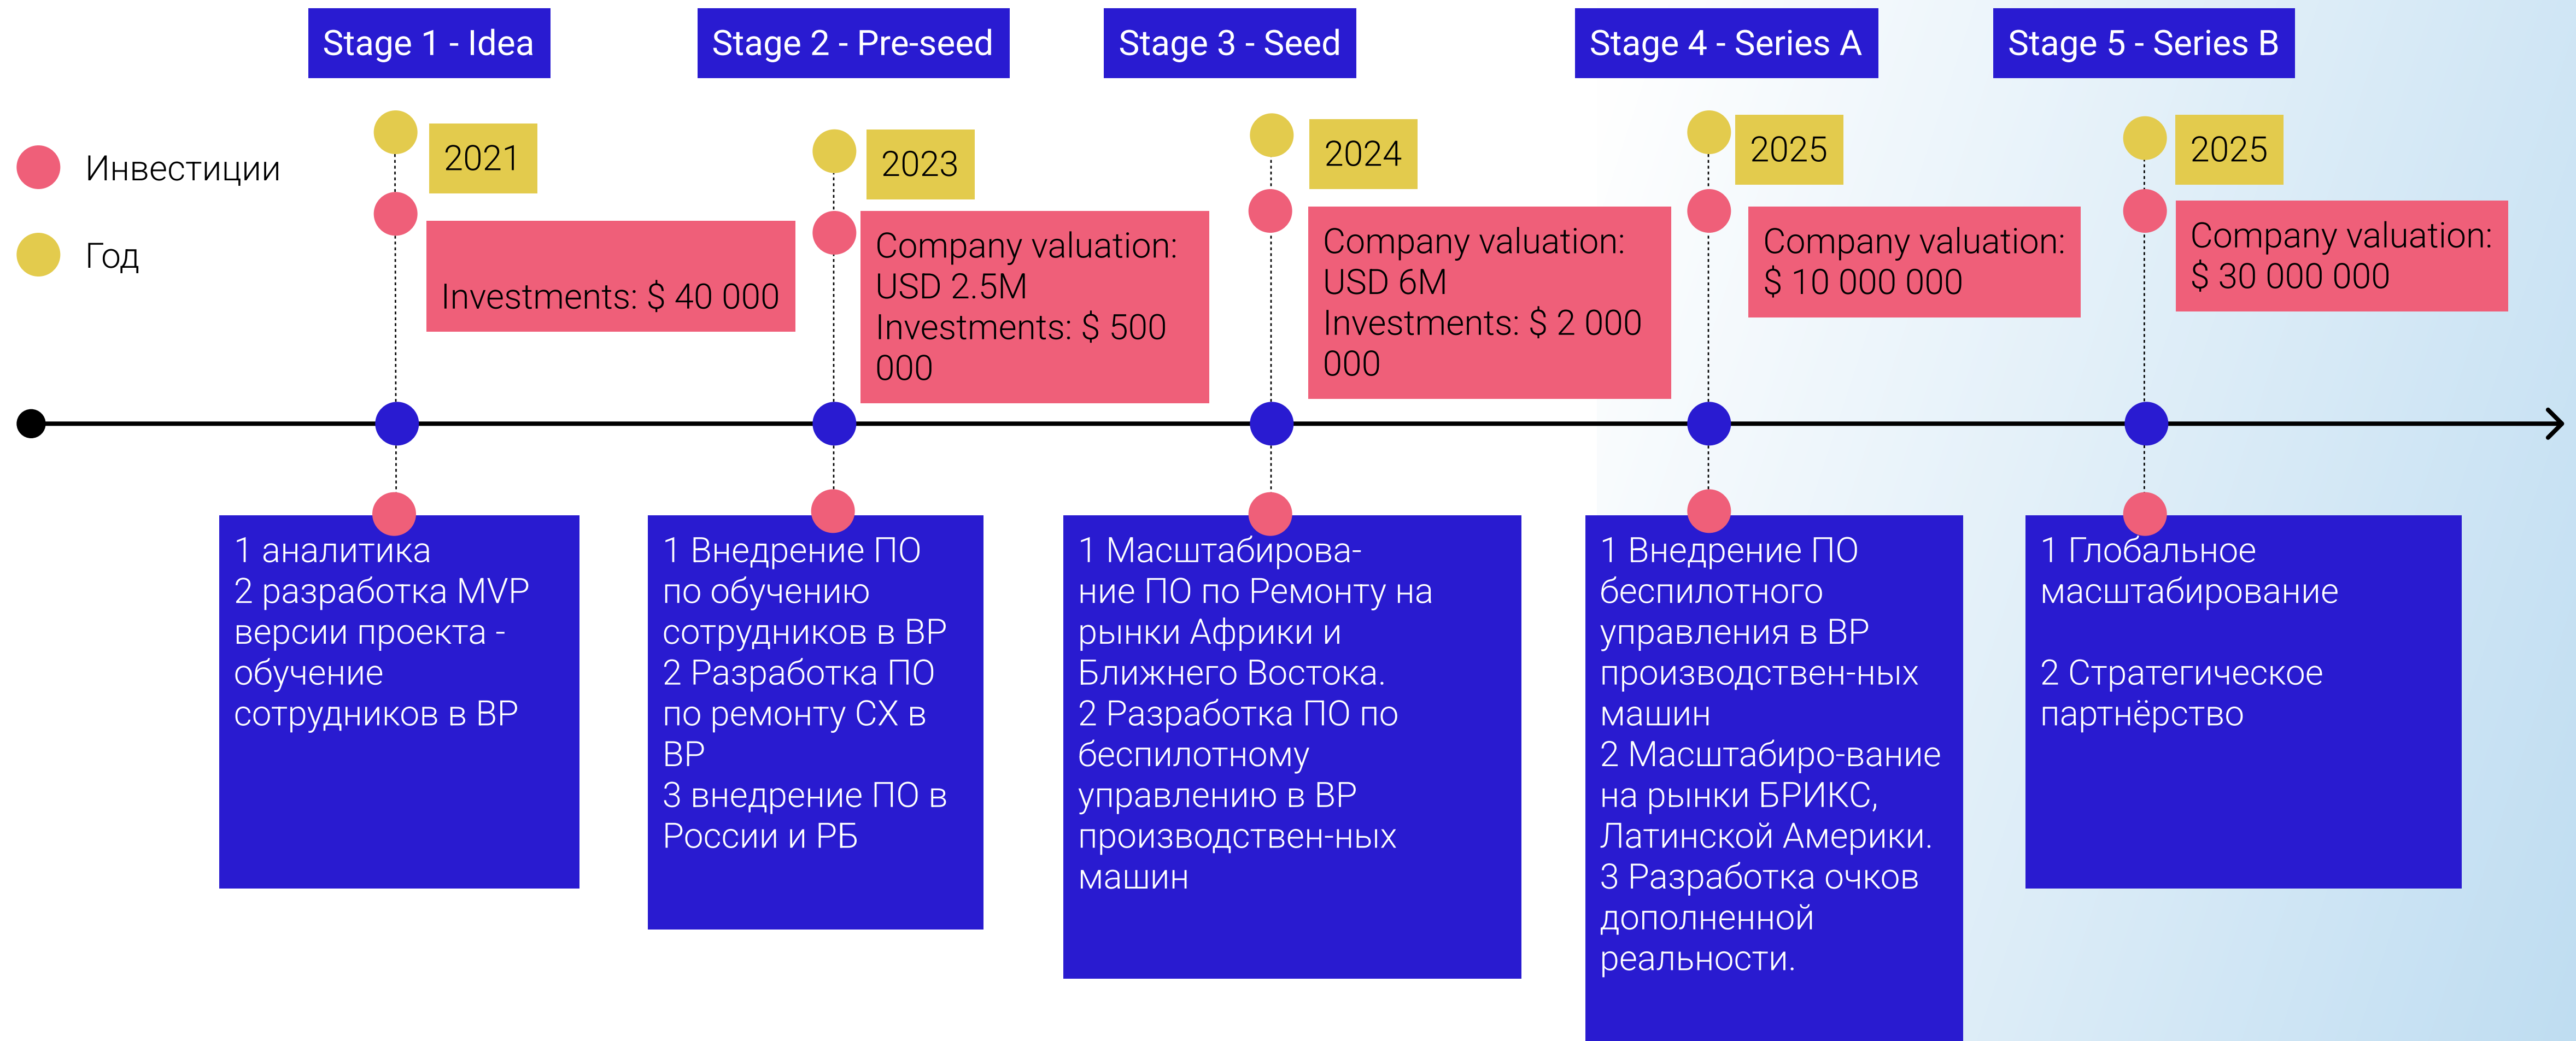 Stage 1 - Idea
Stage 2 - Pre-seed
Stage 3 - Seed
Stage 4 - Series A
Stage 5 - Series B
Инвестиции
Год
2021
Investments: $ 40 000
2023
Company valuation:
USD 2.5M
Investments: $ 500
000
2024
Company valuation:
USD 6M
Investments: $ 2 000
000
2025
Company valuation:
$ 10 000 000
2025
Company valuation:
$ 30 000 000
1 аналитика
2 разработка MVP
версии проекта -
обучение
сотрудников в ВР
1 Внедрение ПО
по обучению
сотрудников в ВР
2 Разработка ПО
по ремонту СХ в
ВР
3 внедрение ПО в
России и РБ
1 Масштабирова-
ние ПО по Ремонту на
рынки Африки и
Ближнего Востока.
2 Разработка ПО по
беспилотному
управлению в ВР
производствен-ных
машин
1 Внедрение ПО
беспилотного
управления в ВР
производствен-ных
машин
2 Масштабиро-вание
на рынки БРИКС,
Латинской Америки.
3 Разработка очков
дополненной
реальности.
1 Глобальное
масштабирование
2 Стратегическое
партнёрство